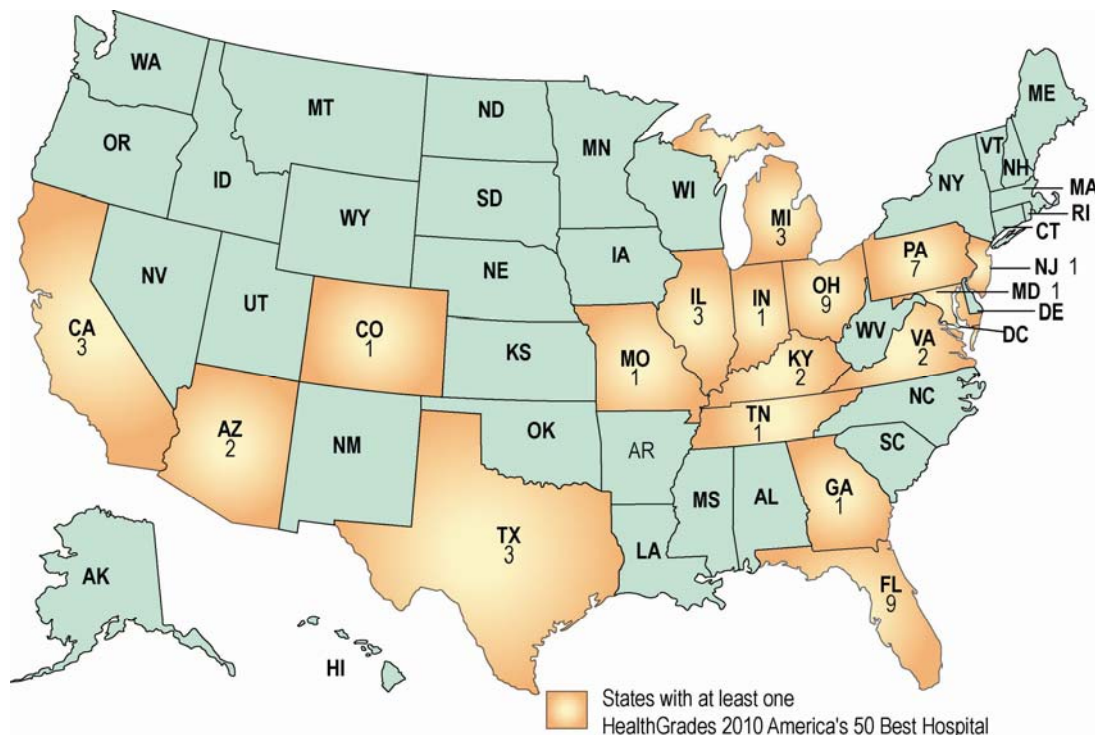 WA
MT
ND
MN
ME
OR
ID
SD
WI
VT
NH
NY
MA
RI
CT
WY
MI
3
PA
7
NJ 1
MD 1
DE
DC
NV
UT
NE
IA
IL
3
IN
1
OH
9
WV
VA
2
CA
3
CO
1
KS
MO
1
KY
2
NC
TN
1
SC
AZ
2
NM
OK
AR
MS
AL
GA
1
TX
3
LA
FL
9
AK
HI
States with at least one
HealthGrades 2010 America's 50 Best Hospital